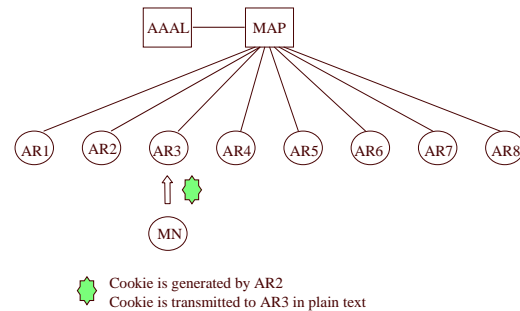 AAAL MAP
AR1 AR2 AR3 AR4 AR5 AR6 AR7 AR8
MN
Cookie is generated by AR2
Cookie is transmitted to AR3 in plain text